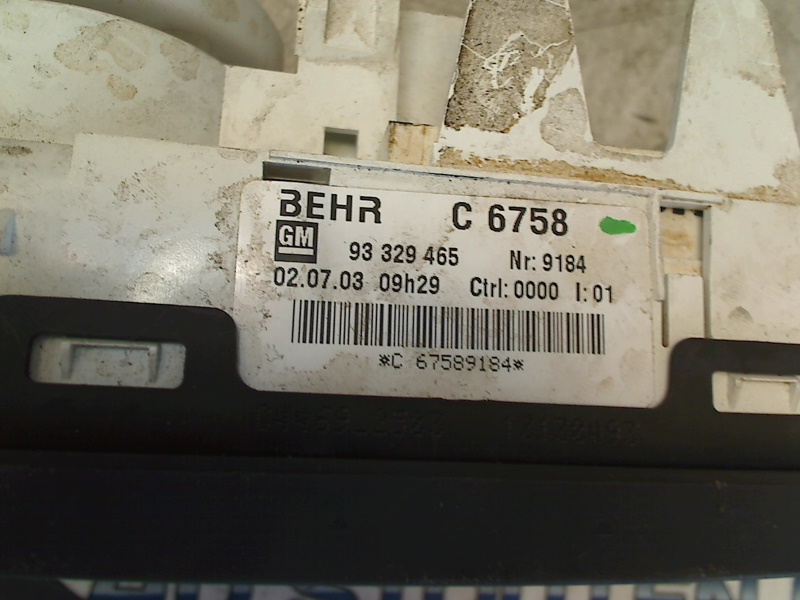 BEHR C 6758
GM
93 329 465 Nr: 9184
02.07.03 09h29 Ctrl: 0000 I: 01
*C 67589184*